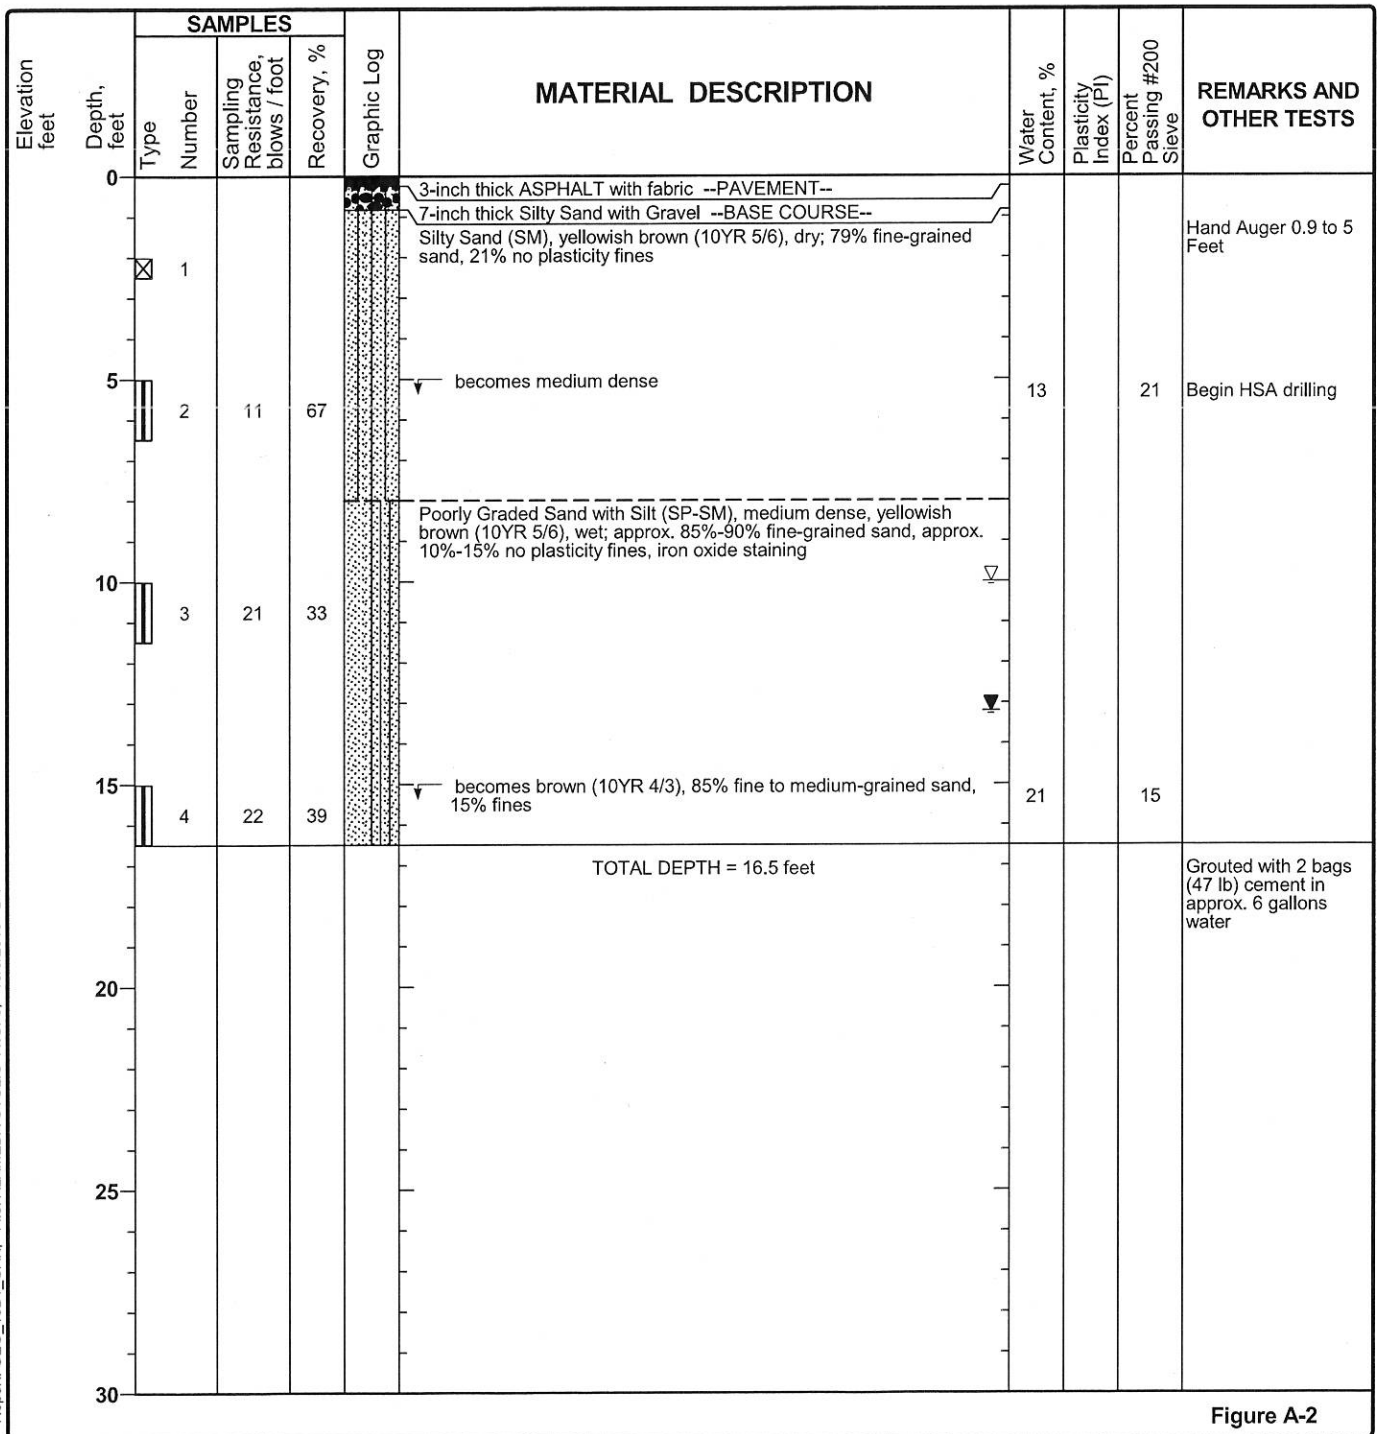 SAMPLES
Elevation
feet
Depth,
feet
Type
Number
Sampling
Resistance,
blows / foot
Recovery, %
Graphic Log
MATERIAL DESCRIPTION
Water
Content, %
Plasticity
Index (PI)
Percent
Passing #200
Sieve
REMARKS AND
OTHER TESTS
0
3-inch thick ASPHALT with fabric --PAVEMENT--
7-inch thick Silty Sand with Gravel --BASE COURSE--
Silty Sand (SM), yellowish brown (10YR 5/6), dry; 79% fine-grained
sand, 21% no plasticity fines
Hand Auger 0.9 to 5
Feet
1
5
becomes medium dense
2 11 67
13 21 Begin HSA drilling
Poorly Graded Sand with Silt (SP-SM), medium dense, yellowish
brown (10YR 5/6), wet; approx. 85%-90% fine-grained sand, approx.
10%-15% no plasticity fines, iron oxide staining
10
3 21 33
15
becomes brown (10YR 4/3), 85% fine to medium-grained sand,
15% fines
4 22 39
21 15
TOTAL DEPTH = 16.5 feet
Grouted with 2 bags
(47 lb) cement in
approx. 6 gallons
water
20
25
30
Figure A-2